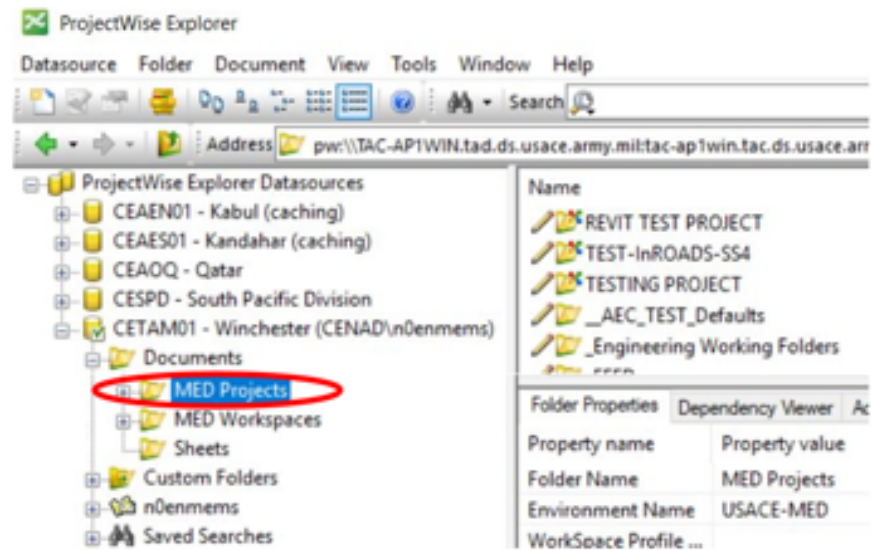 ProjectWise Explorer
Datasource Folder Document View Tools Window Help
Search
Address pw:\\TAC-AP1WIN.tad.ds.usace.army.mil:tac-ap1win.tac.ds.usace.arr
ProjectWise Explorer Datasources
CEAEN01 - Kabul (caching)
CEAES01 - Kandahar (caching)
CEAOQ - Qatar
CESPD - South Pacific Division
CETAM01 - Winchester (CENAD\n0enmems)
Documents
MED Projects
MED Workspaces
Sheets
Custom Folders
n0enmems
Saved Searches
Name
REVIT TEST PROJECT
TEST-InROADS-SS4
TESTING PROJECT
__AEC_TEST_Defaults
_Engineering Working Folders
Folder Properties Dependency Viewer Ac
Property name Property value
Folder Name MED Projects
Environment Name USACE-MED
WorkSpace Profile ...